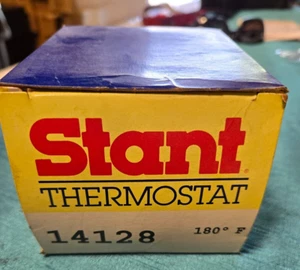 Stant
THERMOSTAT
14128 180° F